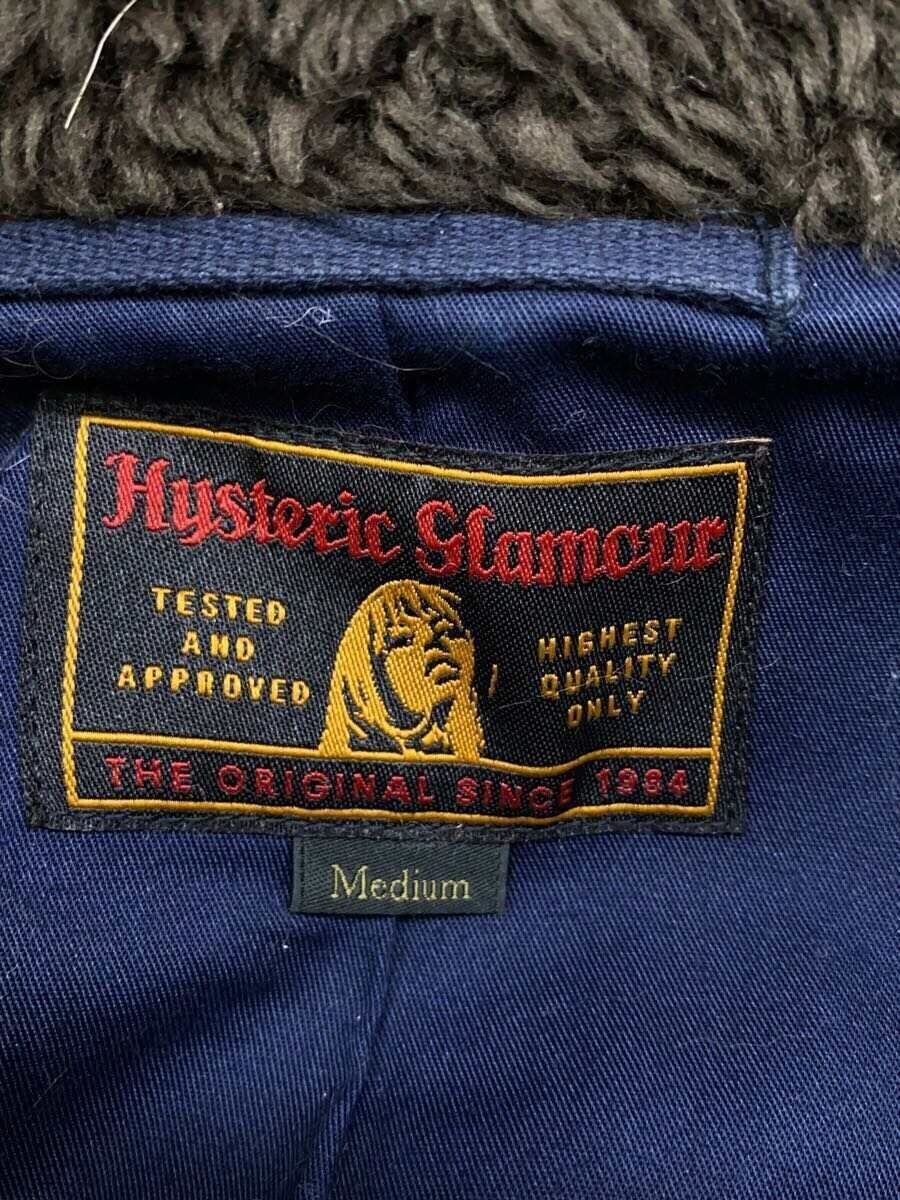 Hysteric Glamour
TESTED
AND
APPROVED
HIGHEST
QUALITY
ONLY
THE ORIGINAL SINCE 1984
Medium